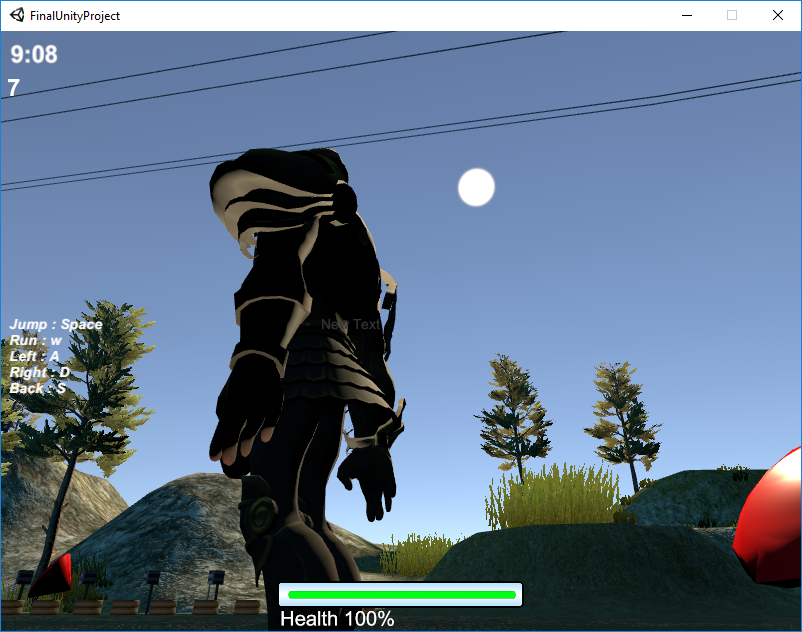 FinalUnityProject
9:08
7
New Text
Jump : Space
Run : w
Left : A
Right : D
Back : S
Health 100%